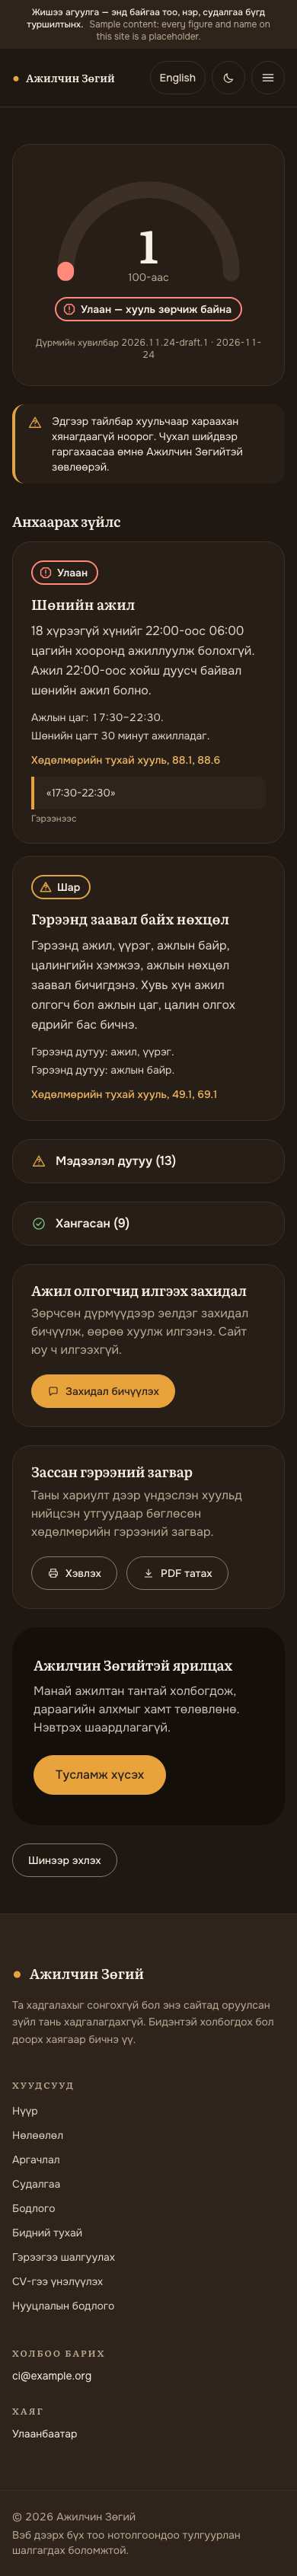 Жишээ агуулга — энд байгаа тоо, нэр, судалгаа бүгд
туршилтынх. Sample content: every figure and name on
this site is a placeholder.
Ажилчин Зөгий
English
1
100-аас
Улаан — хууль зөрчиж байна
Дүрмийн хувилбар 2026.11.24-draft.1 · 2026-11-
24
Эдгээр тайлбар хуульчаар хараахан
хянагдаагүй ноорог. Чухал шийдвэр
гаргахаасаа өмнө Ажилчин Зөгийтэй
зөвлөөрэй.
Анхаарах зүйлс
Улаан
Шөнийн ажил
18 хүрээгүй хүнийг 22:00-оос 06:00
цагийн хооронд ажиллуулж болохгүй.
Ажил 22:00-оос хойш дуусч байвал
шөнийн ажил болно.
Ажлын цаг: 17:30–22:30.
Шөнийн цагт 30 минут ажилладаг.
Хөдөлмөрийн тухай хууль, 88.1, 88.6
«17:30-22:30»
Гэрээнээс
Шар
Гэрээнд заавал байх нөхцөл
Гэрээнд ажил, үүрэг, ажлын байр,
цалингийн хэмжээ, ажлын нөхцөл
заавал бичигдэнэ. Хувь хүн ажил
олгогч бол ажлын цаг, цалин олгох
өдрийг бас бичнэ.
Гэрээнд дутуу: ажил, үүрэг.
Гэрээнд дутуу: ажлын байр.
Хөдөлмөрийн тухай хууль, 49.1, 69.1
Мэдээлэл дутуу (13)
Хангасан (9)
Ажил олгогчид илгээх захидал
Зөрчсөн дүрмүүдээр эелдэг захидал
бичүүлж, өөрөө хуулж илгээнэ. Сайт
юу ч илгээхгүй.
Захидал бичүүлэх
Зассан гэрээний загвар
Таны хариулт дээр үндэслэн хуульд
нийцсэн утгуудаар бөглөсөн
хөдөлмөрийн гэрээний загвар.
Хэвлэх
PDF татах
Ажилчин Зөгийтэй ярилцах
Манай ажилтан тантай холбогдож,
дараагийн алхмыг хамт төлөвлөнө.
Нэвтрэх шаардлагагүй.
Тусламж хүсэх
Шинээр эхлэх
Ажилчин Зөгий
Та хадгалахыг сонгохгүй бол энэ сайтад оруулсан
зүйл тань хадгалагдахгүй. Бидэнтэй холбогдох бол
доорх хаягаар бичнэ үү.
ХУУДСУУД
Нүүр
Нөлөөлөл
Аргачлал
Судалгаа
Бодлого
Бидний тухай
Гэрээгээ шалгуулах
CV-гээ үнэлүүлэх
Нууцлалын бодлого
ХОЛБОО БАРИХ
ci@example.org
ХАЯГ
Улаанбаатар
© 2026 Ажилчин Зөгий
Вэб дээрх бүх тоо нотолгоондоо тулгуурлан
шалгагдах боломжтой.